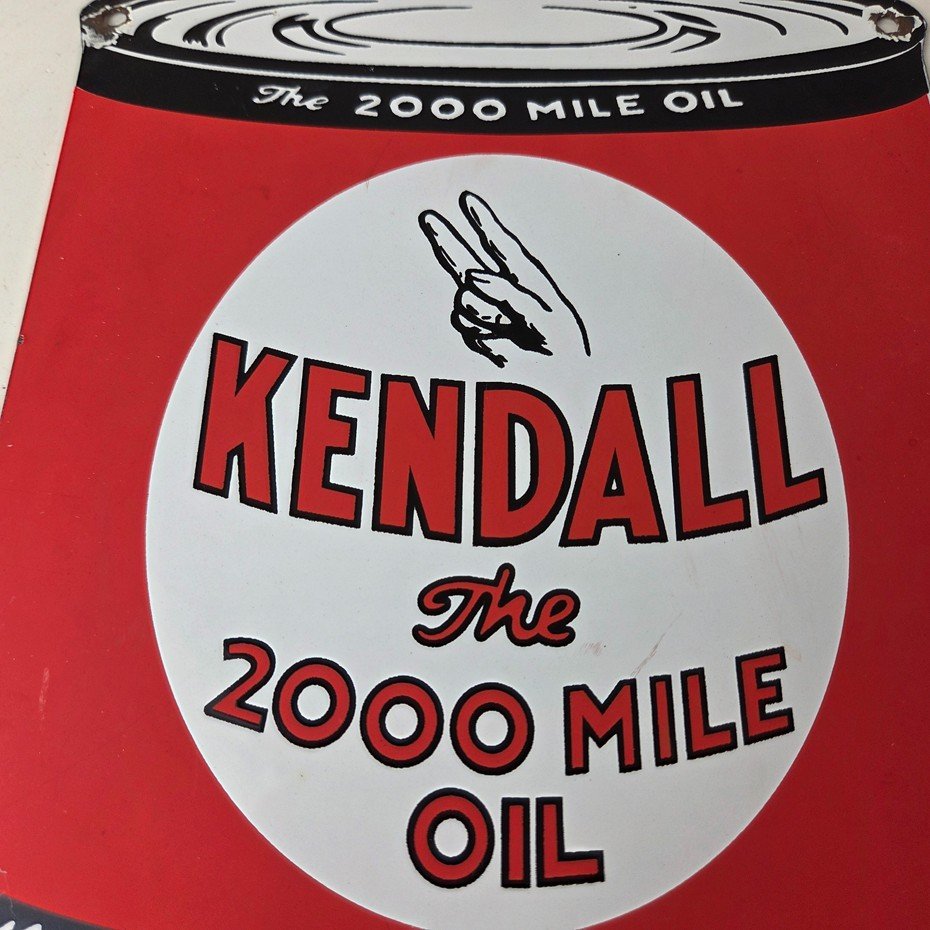 The 2000 MILE OIL
KENDALL
The
2000 MILE
OIL